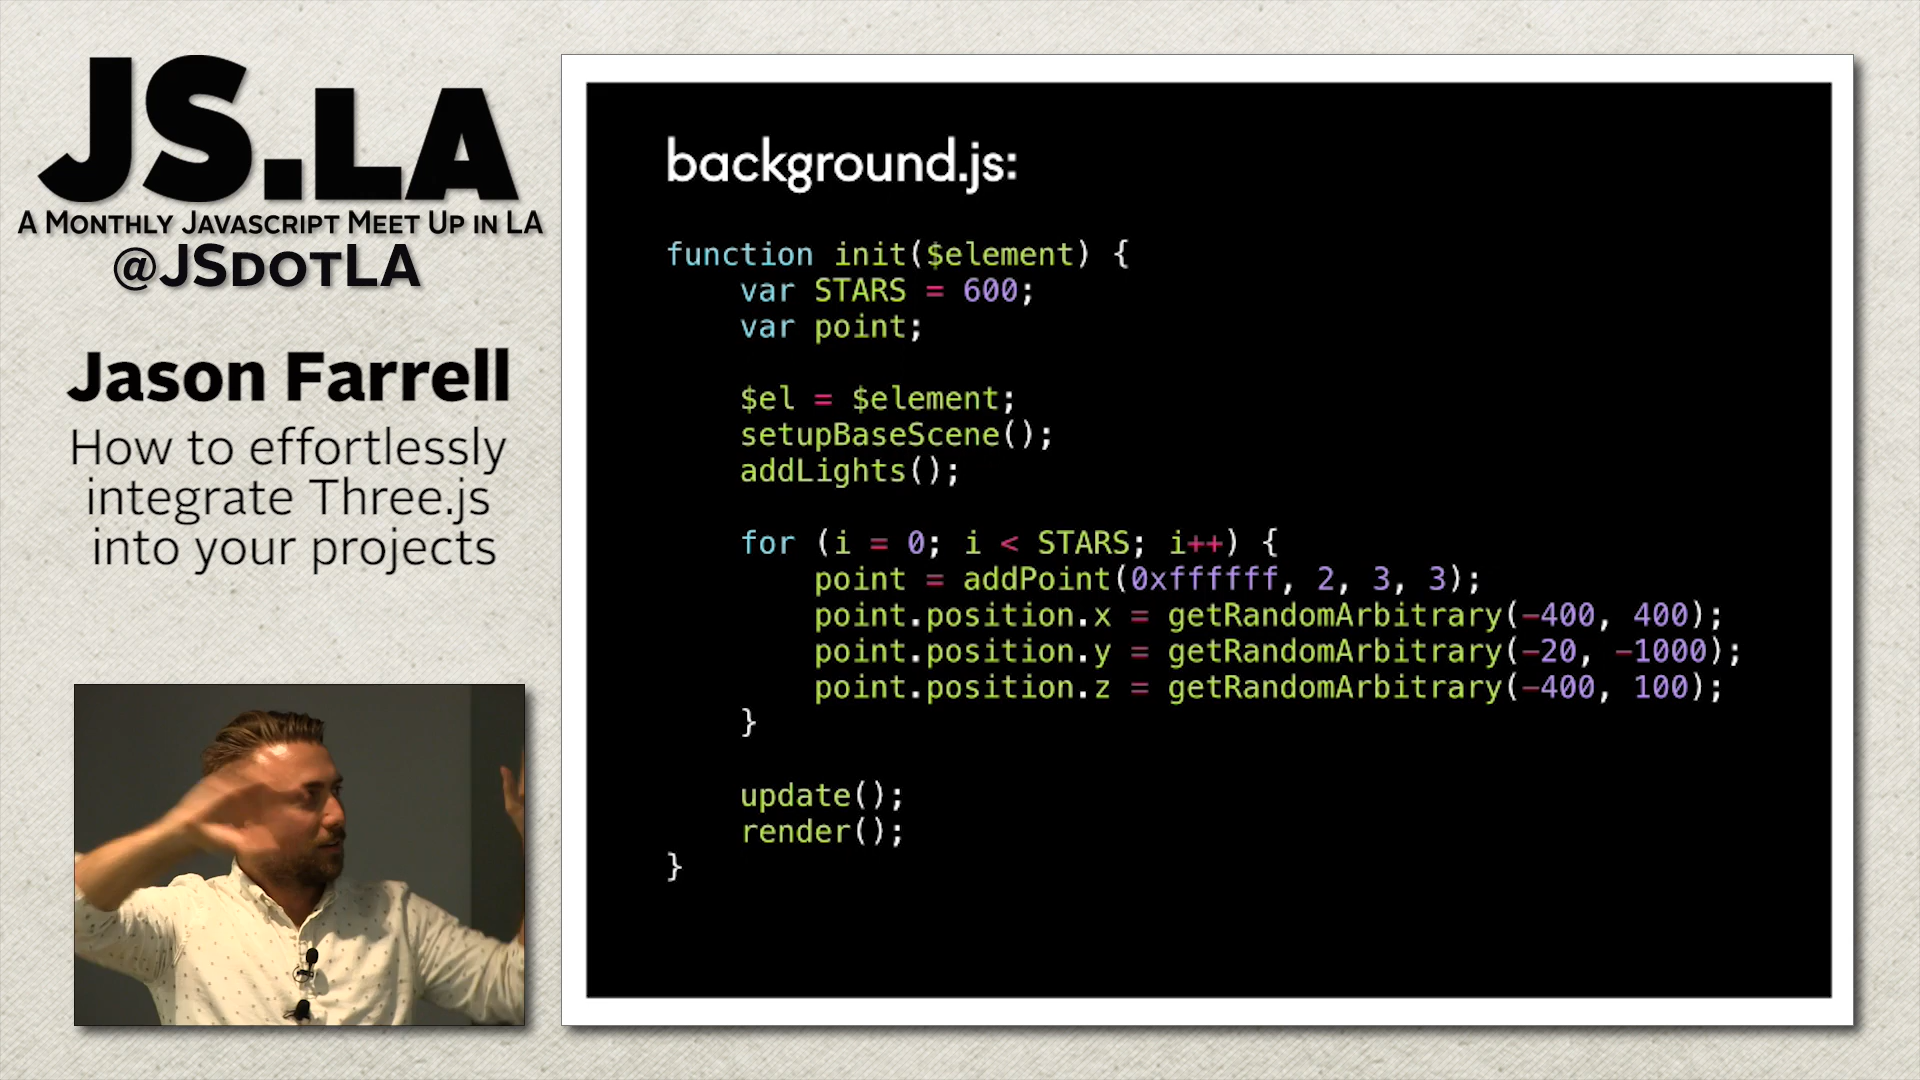 JS.LA
A Monthly Javascript Meet Up in LA
@JSdotLA
Jason Farrell
How to effortlessly
integrate Three.js
into your projects
background.js:
function init($element) {
    var STARS = 600;
    var point;
    $el = $element;
    setupBaseScene();
    addLights();
    for (i = 0; i < STARS; i++) {
        point = addPoint(0xffffff, 2, 3, 3);
        point.position.x = getRandomArbitrary(-400, 400);
        point.position.y = getRandomArbitrary(-20, -1000);
        point.position.z = getRandomArbitrary(-400, 100);
    }
    update();
    render();
}